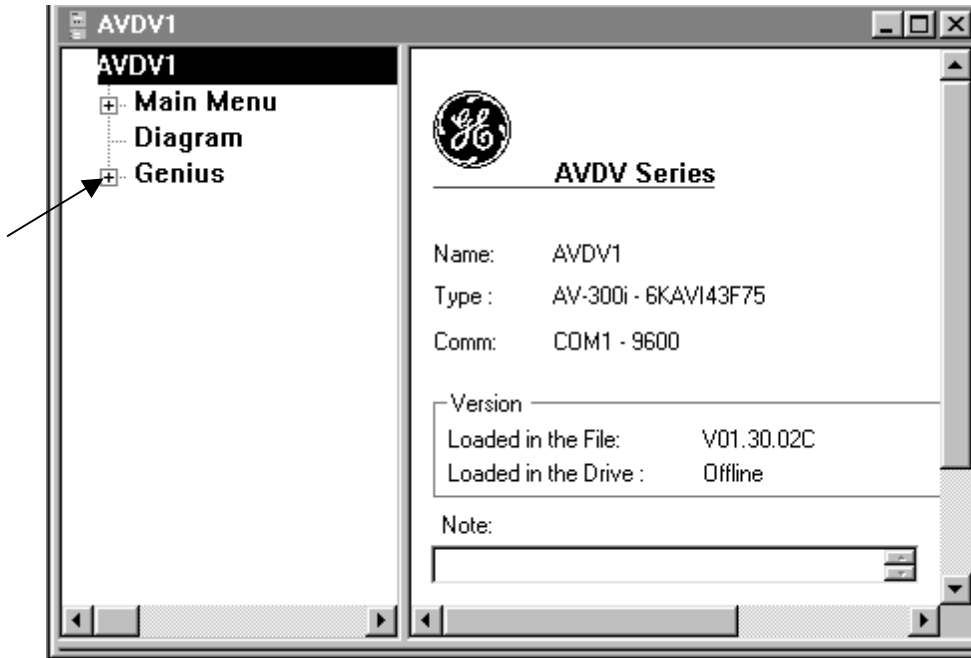 AVDV1
AVDV1
Main Menu
Diagram
Genius
GE
AVDV Series
Name: AVDV1
Type : AV-300i - 6KAVI43F75
Comm: COM1 - 9600
Version
Loaded in the File: V01.30.02C
Loaded in the Drive : Offline
Note: